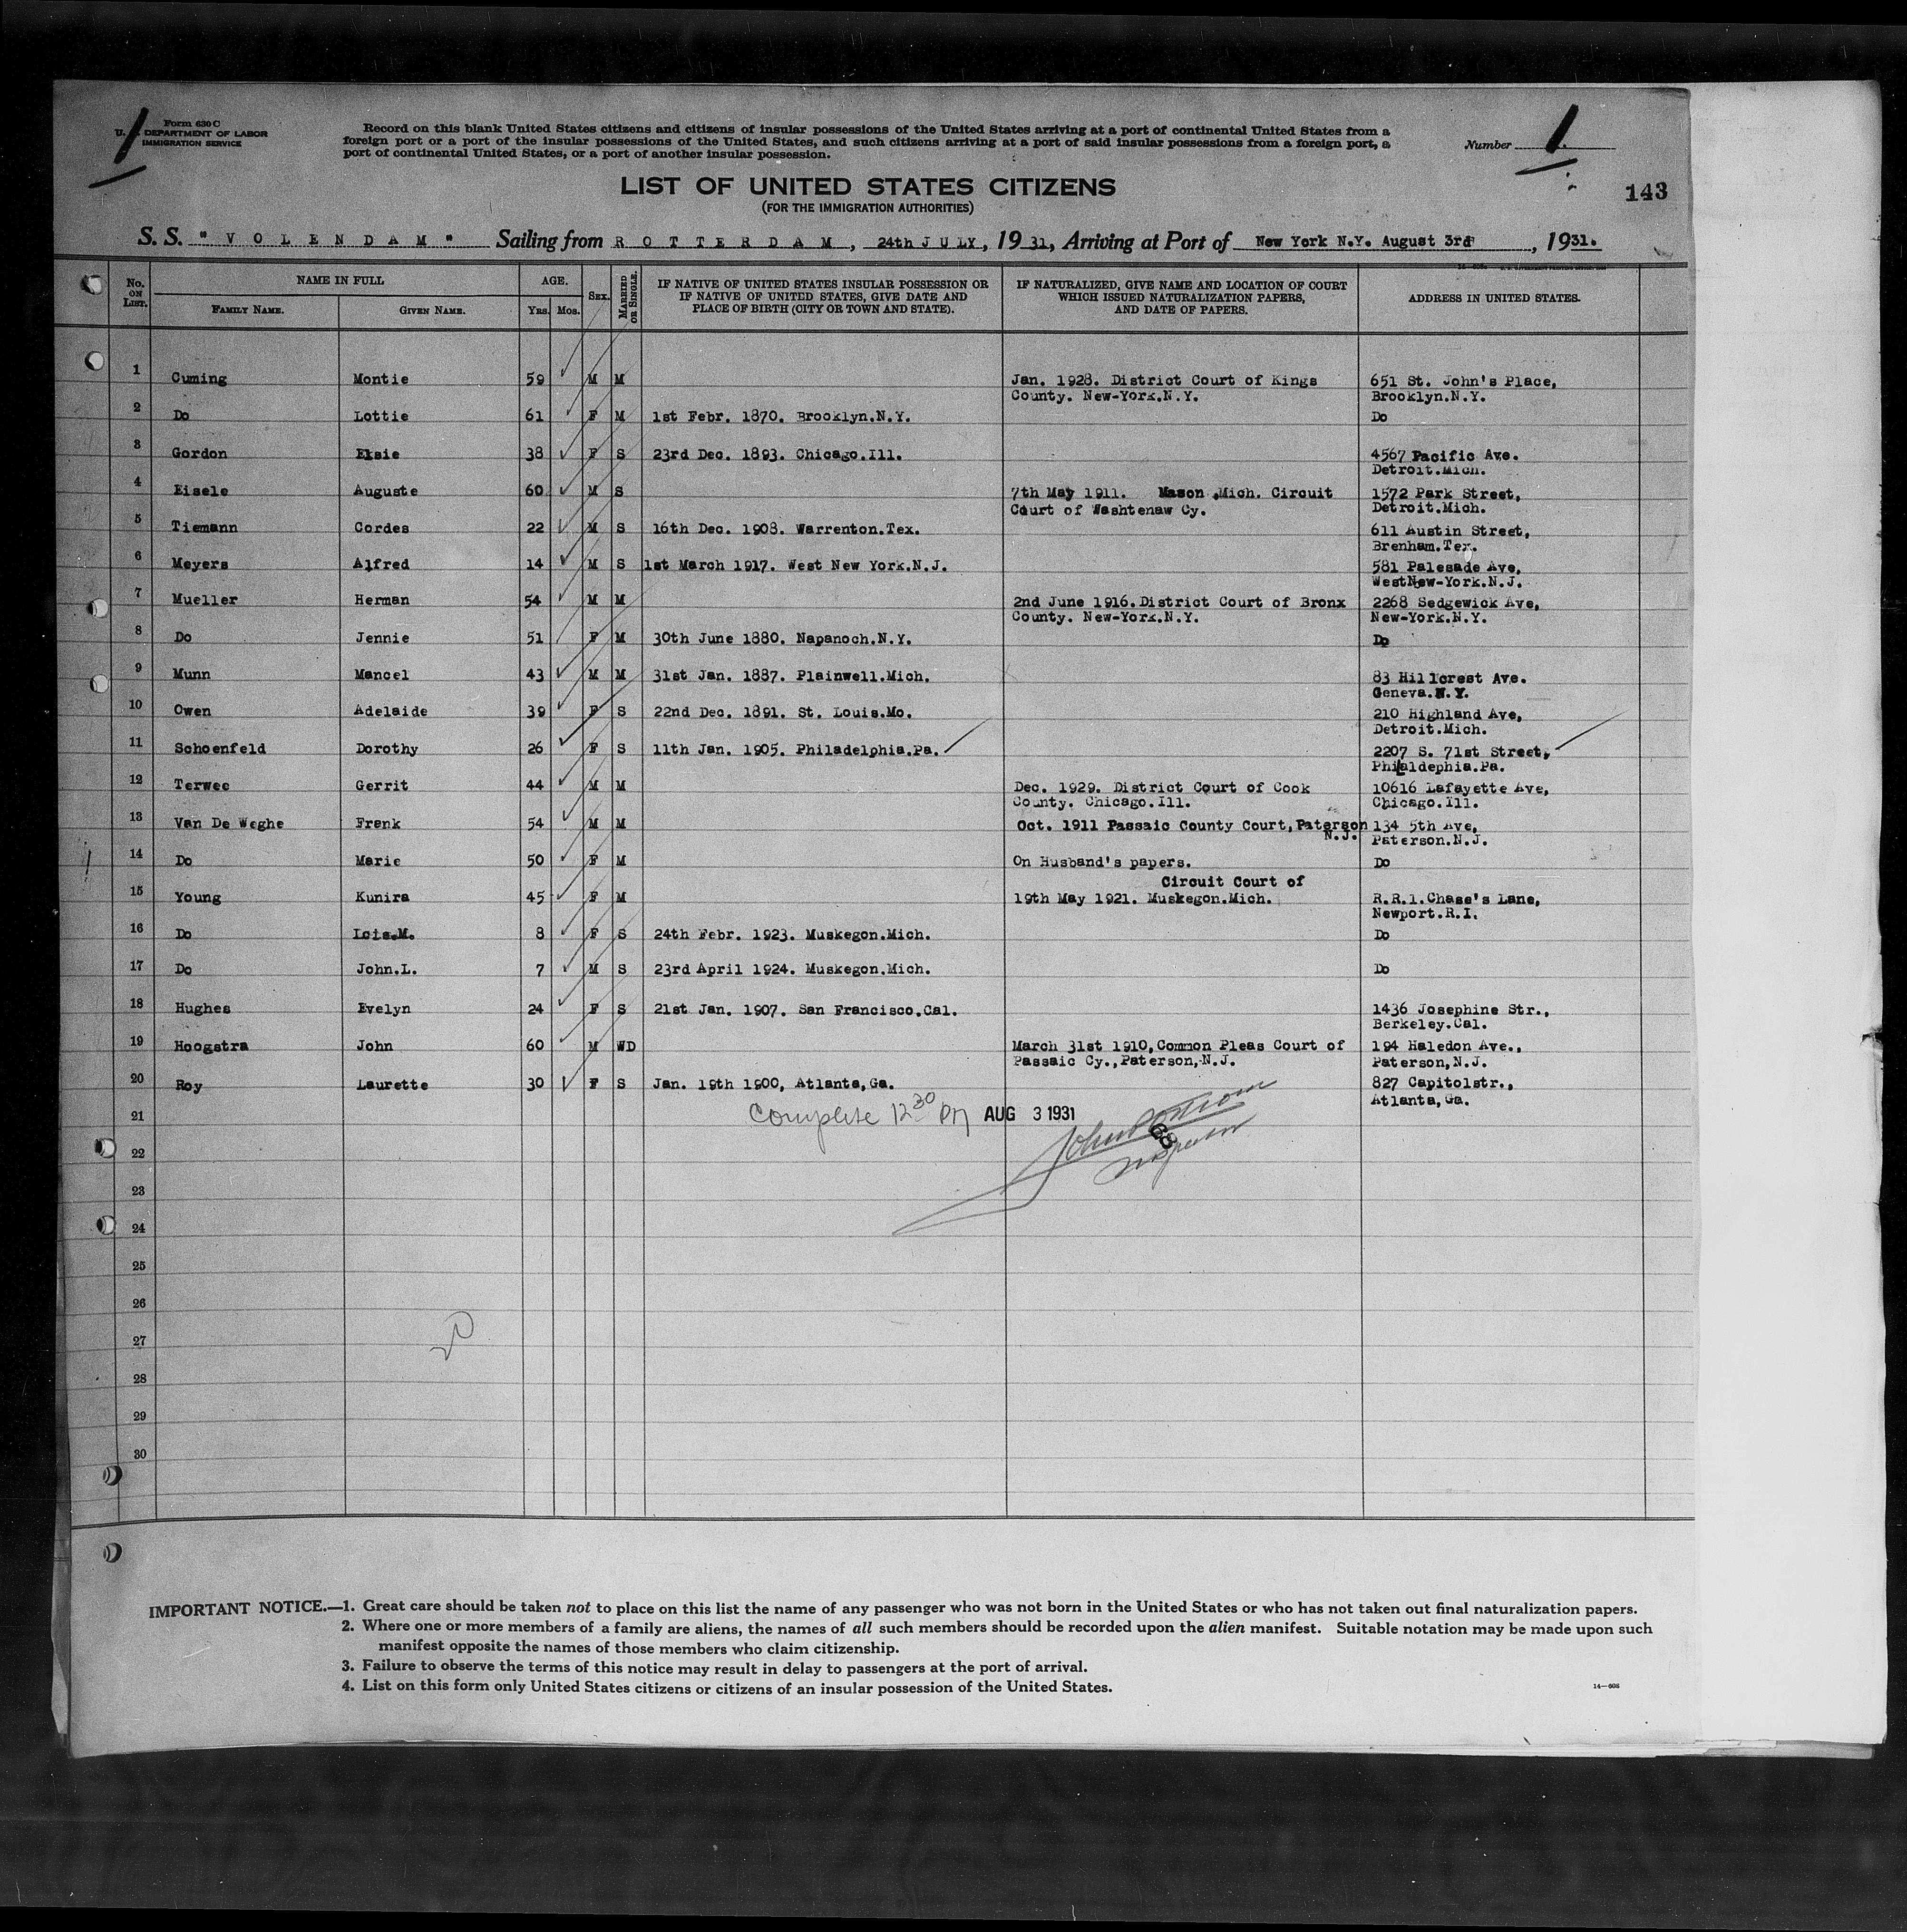 Form 630 C
U. S. DEPARTMENT OF LABOR
IMMIGRATION SERVICE
Record on this blank United States citizens and citizens of insular possessions of the United States arriving at a port of continental United States from a
foreign port or a port of the insular possessions of the United States, and such citizens arriving at a port of said insular possessions from a foreign port, a
port of continental United States, or a port of another insular possession.
Number 1.
LIST OF UNITED STATES CITIZENS
(FOR THE IMMIGRATION AUTHORITIES)
143
S. S. "VOLENDAM" Sailing from ROTTERDAM, 24th JULY, 1931, Arriving at Port of New York N.Y. August 3rd, 1931.
No. ON LIST. NAME IN FULL FAMILY NAME. GIVEN NAME. AGE. Yrs. Mos. SEX. MARRIED OR SINGLE. IF NATIVE OF UNITED STATES INSULAR POSSESSION OR IF NATIVE OF UNITED STATES, GIVE DATE AND PLACE OF BIRTH (CITY OR TOWN AND STATE). IF NATURALIZED, GIVE NAME AND LOCATION OF COURT WHICH ISSUED NATURALIZATION PAPERS, AND DATE OF PAPERS. ADDRESS IN UNITED STATES.
1 Cuming Montie 59 M M Jan. 1928. District Court of Kings 651 St. John's Place,
County. New-York.N.Y. Brooklyn.N.Y.
2 Do Lottie 61 F M 1st Febr. 1870. Brooklyn.N.Y. Do
3 Gordon Elsie 38 F S 23rd Dec. 1893. Chicago.Ill. 4567 Pacific Ave.
Detroit.Mich.
4 Eisele Auguste 60 M S 7th May 1911. Mason ,Mich. Circuit 1572 Park Street,
Court of Washtenaw Cy. Detroit.Mich.
5 Tiemann Cordes 22 M S 16th Dec. 1908. Warrenton.Tex. 611 Austin Street,
Brenham.Tex.
6 Meyers Alfred 14 M S 1st March 1917. West New York.N.J. 581 Palesade Ave,
WestNew-York.N.J.
7 Mueller Herman 54 M M 2nd June 1916.District Court of Bronx 2268 Sedgewick Ave,
County. New-York.N.Y. New-York.N.Y.
8 Do Jennie 51 F M 30th June 1880. Napanoch.N.Y. Do
9 Munn Mancel 43 M M 31st Jan. 1887. Plainwell.Mich. 83 Hillcrest Ave.
Geneva.N.Y.
10 Owen Adelaide 39 F S 22nd Dec. 1891. St. Louis.Mo. 210 Highland Ave,
Detroit.Mich.
11 Schoenfeld Dorothy 26 F S 11th Jan. 1905. Philadelphia.Pa. 2207 S. 71st Street,
Philaldephia.Pa.
12 Terwee Gerrit 44 M M Dec. 1929. District Court of Cook 10616 Lafayette Ave,
County. Chicago.Ill. Chicago.Ill.
13 Van De Weghe Frank 54 M M Oct. 1911 Passaic County Court,Paterson 134 5th Ave,
N.J. Paterson.N.J.
14 Do Marie 50 F M On Husband's papers. Do
Circuit Court of
15 Young Kunira 45 F M 19th May 1921. Muskegon.Mich. R.R.1.Chase's Lane,
Newport.R.I.
16 Do Lois.M. 8 F S 24th Febr. 1923. Muskegon.Mich. Do
17 Do John.L. 7 M S 23rd April 1924. Muskegon.Mich. Do
18 Hughes Evelyn 24 F S 21st Jan. 1907. San Francisco.Cal. 1436 Josephine Str.,
Berkeley.Cal.
19 Hoogstra John 60 M WD March 31st 1910,Common Pleas Court of 194 Haledon Ave.,
Passaic Cy.,Paterson,N.J. Paterson,N.J.
20 Roy Laurette 30 F S Jan. 19th 1900, Atlanta,Ga. 827 Capitolstr.,
Atlanta,Ga.
21 Complete 12 30 PM AUG 3 1931
68
Inspector
22
23
24
25
26
27
28
29
30
IMPORTANT NOTICE.—1. Great care should be taken not to place on this list the name of any passenger who was not born in the United States or who has not taken out final naturalization papers.
2. Where one or more members of a family are aliens, the names of all such members should be recorded upon the alien manifest. Suitable notation may be made upon such
manifest opposite the names of those members who claim citizenship.
3. Failure to observe the terms of this notice may result in delay to passengers at the port of arrival.
4. List on this form only United States citizens or citizens of an insular possession of the United States.
14—608